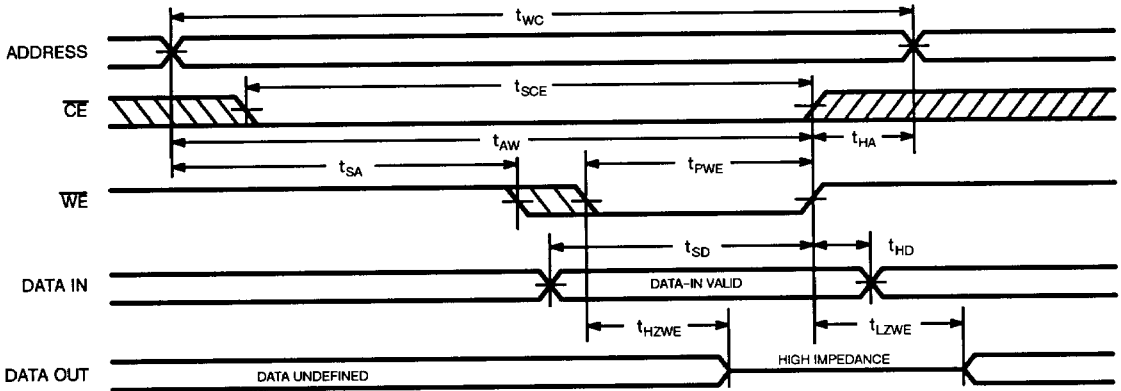 tWC
ADDRESS
tSCE
CE
tAW
tHA
tSA
tPWE
WE
tSD
tHD
DATA IN
DATA-IN VALID
tHZWE
tLZWE
HIGH IMPEDANCE
DATA OUT
DATA UNDEFINED